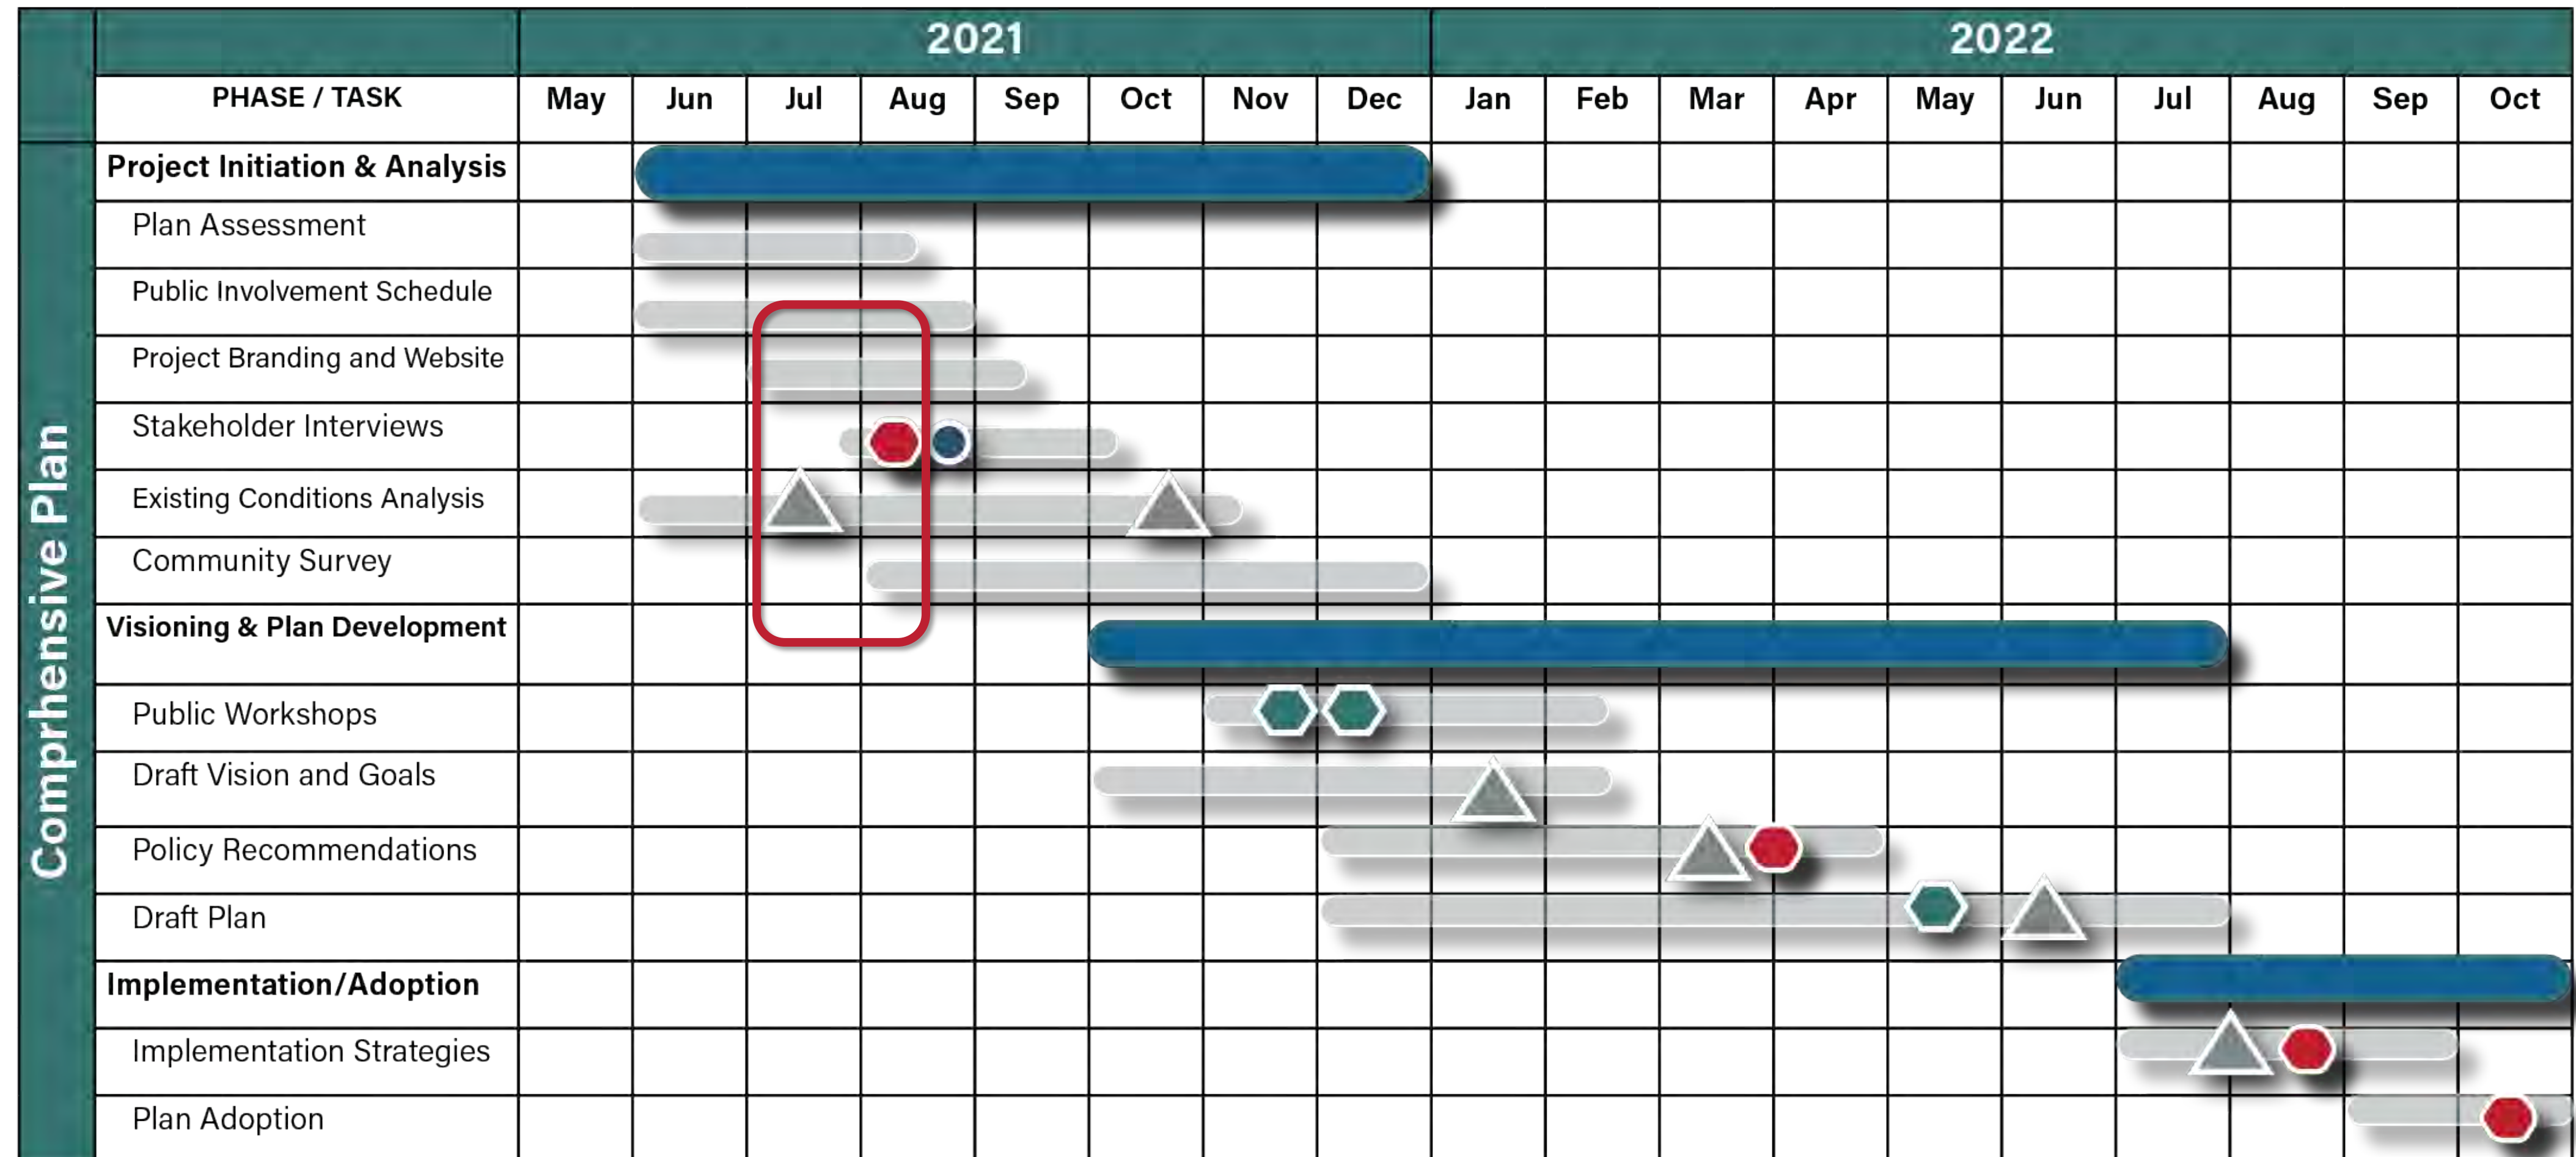 2021 2022
PHASE / TASK May Jun Jul Aug Sep Oct Nov Dec Jan Feb Mar Apr May Jun Jul Aug Sep Oct
Comprhensive Plan
Project Initiation & Analysis
Plan Assessment
Public Involvement Schedule
Project Branding and Website
Stakeholder Interviews
Existing Conditions Analysis
Community Survey
Visioning & Plan Development
Public Workshops
Draft Vision and Goals
Policy Recommendations
Draft Plan
Implementation/Adoption
Implementation Strategies
Plan Adoption